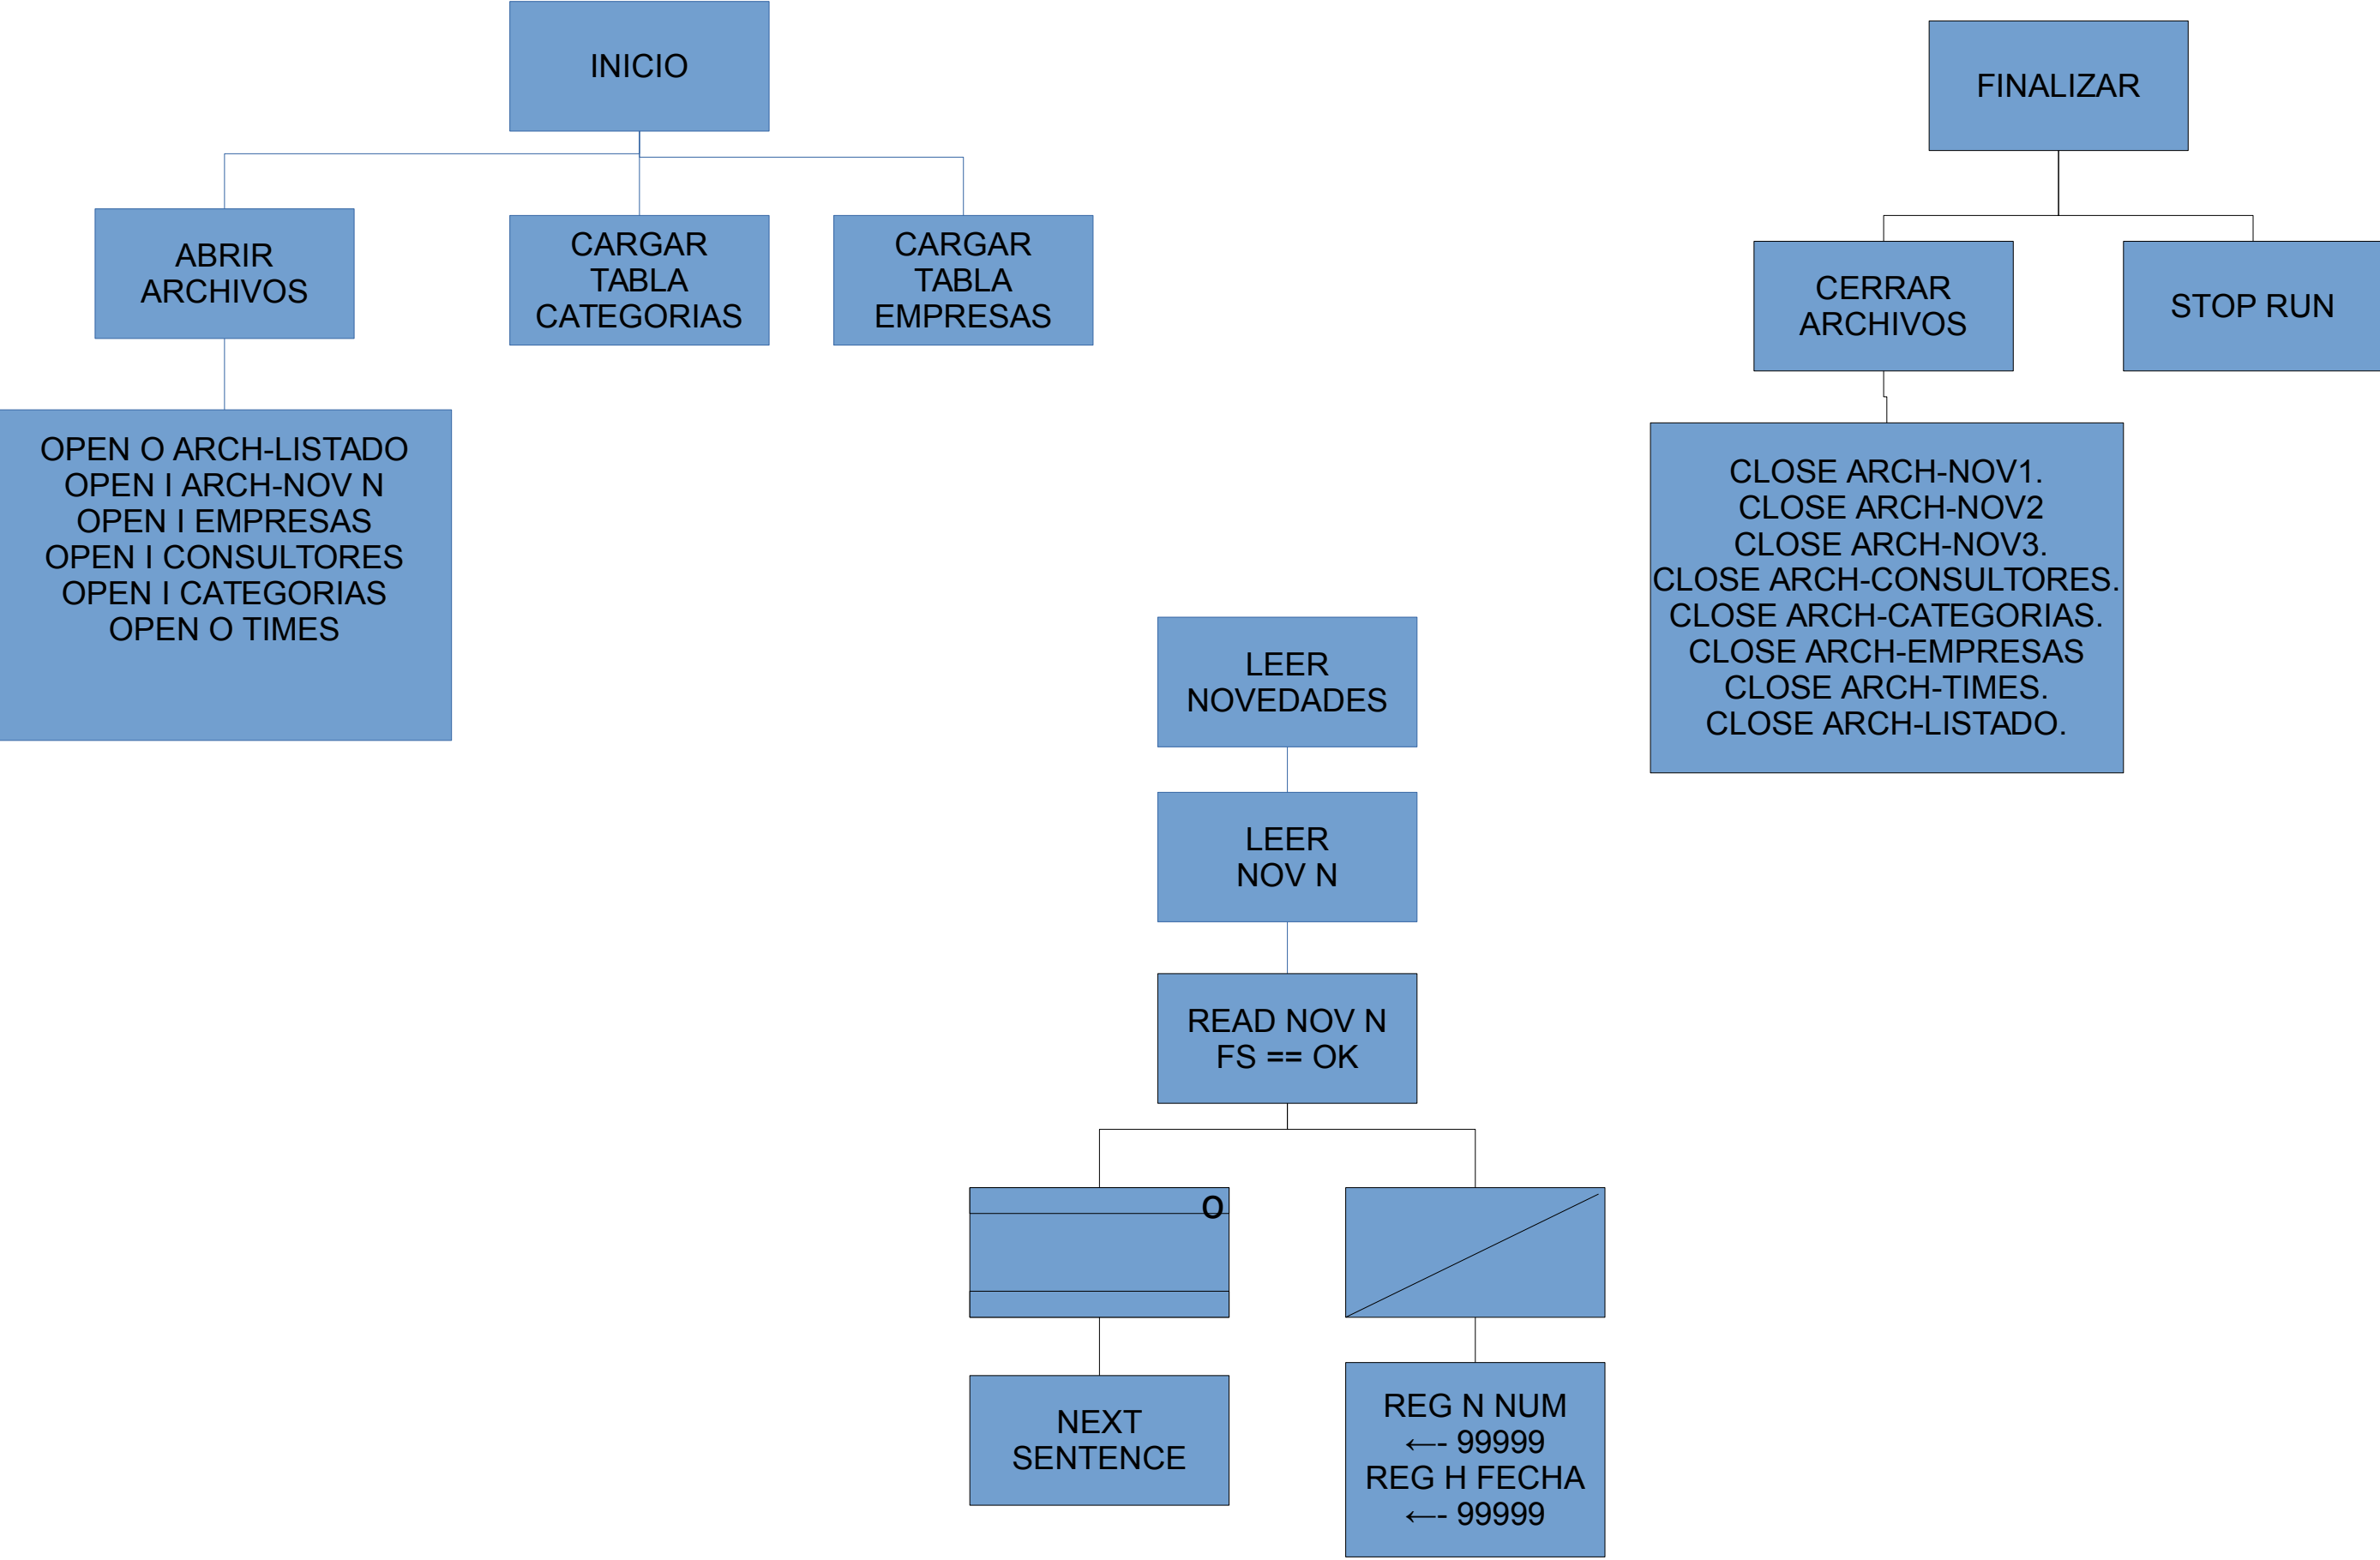 INICIO
ABRIR
ARCHIVOS
CARGAR
TABLA
CATEGORIAS
CARGAR
TABLA
EMPRESAS
OPEN O ARCH-LISTADO
OPEN I ARCH-NOV N
OPEN I EMPRESAS
OPEN I CONSULTORES
OPEN I CATEGORIAS
OPEN O TIMES
FINALIZAR
CERRAR
ARCHIVOS
STOP RUN
CLOSE ARCH-NOV1.
CLOSE ARCH-NOV2
CLOSE ARCH-NOV3.
CLOSE ARCH-CONSULTORES.
CLOSE ARCH-CATEGORIAS.
CLOSE ARCH-EMPRESAS
CLOSE ARCH-TIMES.
CLOSE ARCH-LISTADO.
LEER
NOVEDADES
LEER
NOV N
READ NOV N
FS == OK
O
NEXT
SENTENCE
REG N NUM
←- 99999
REG H FECHA
←- 99999